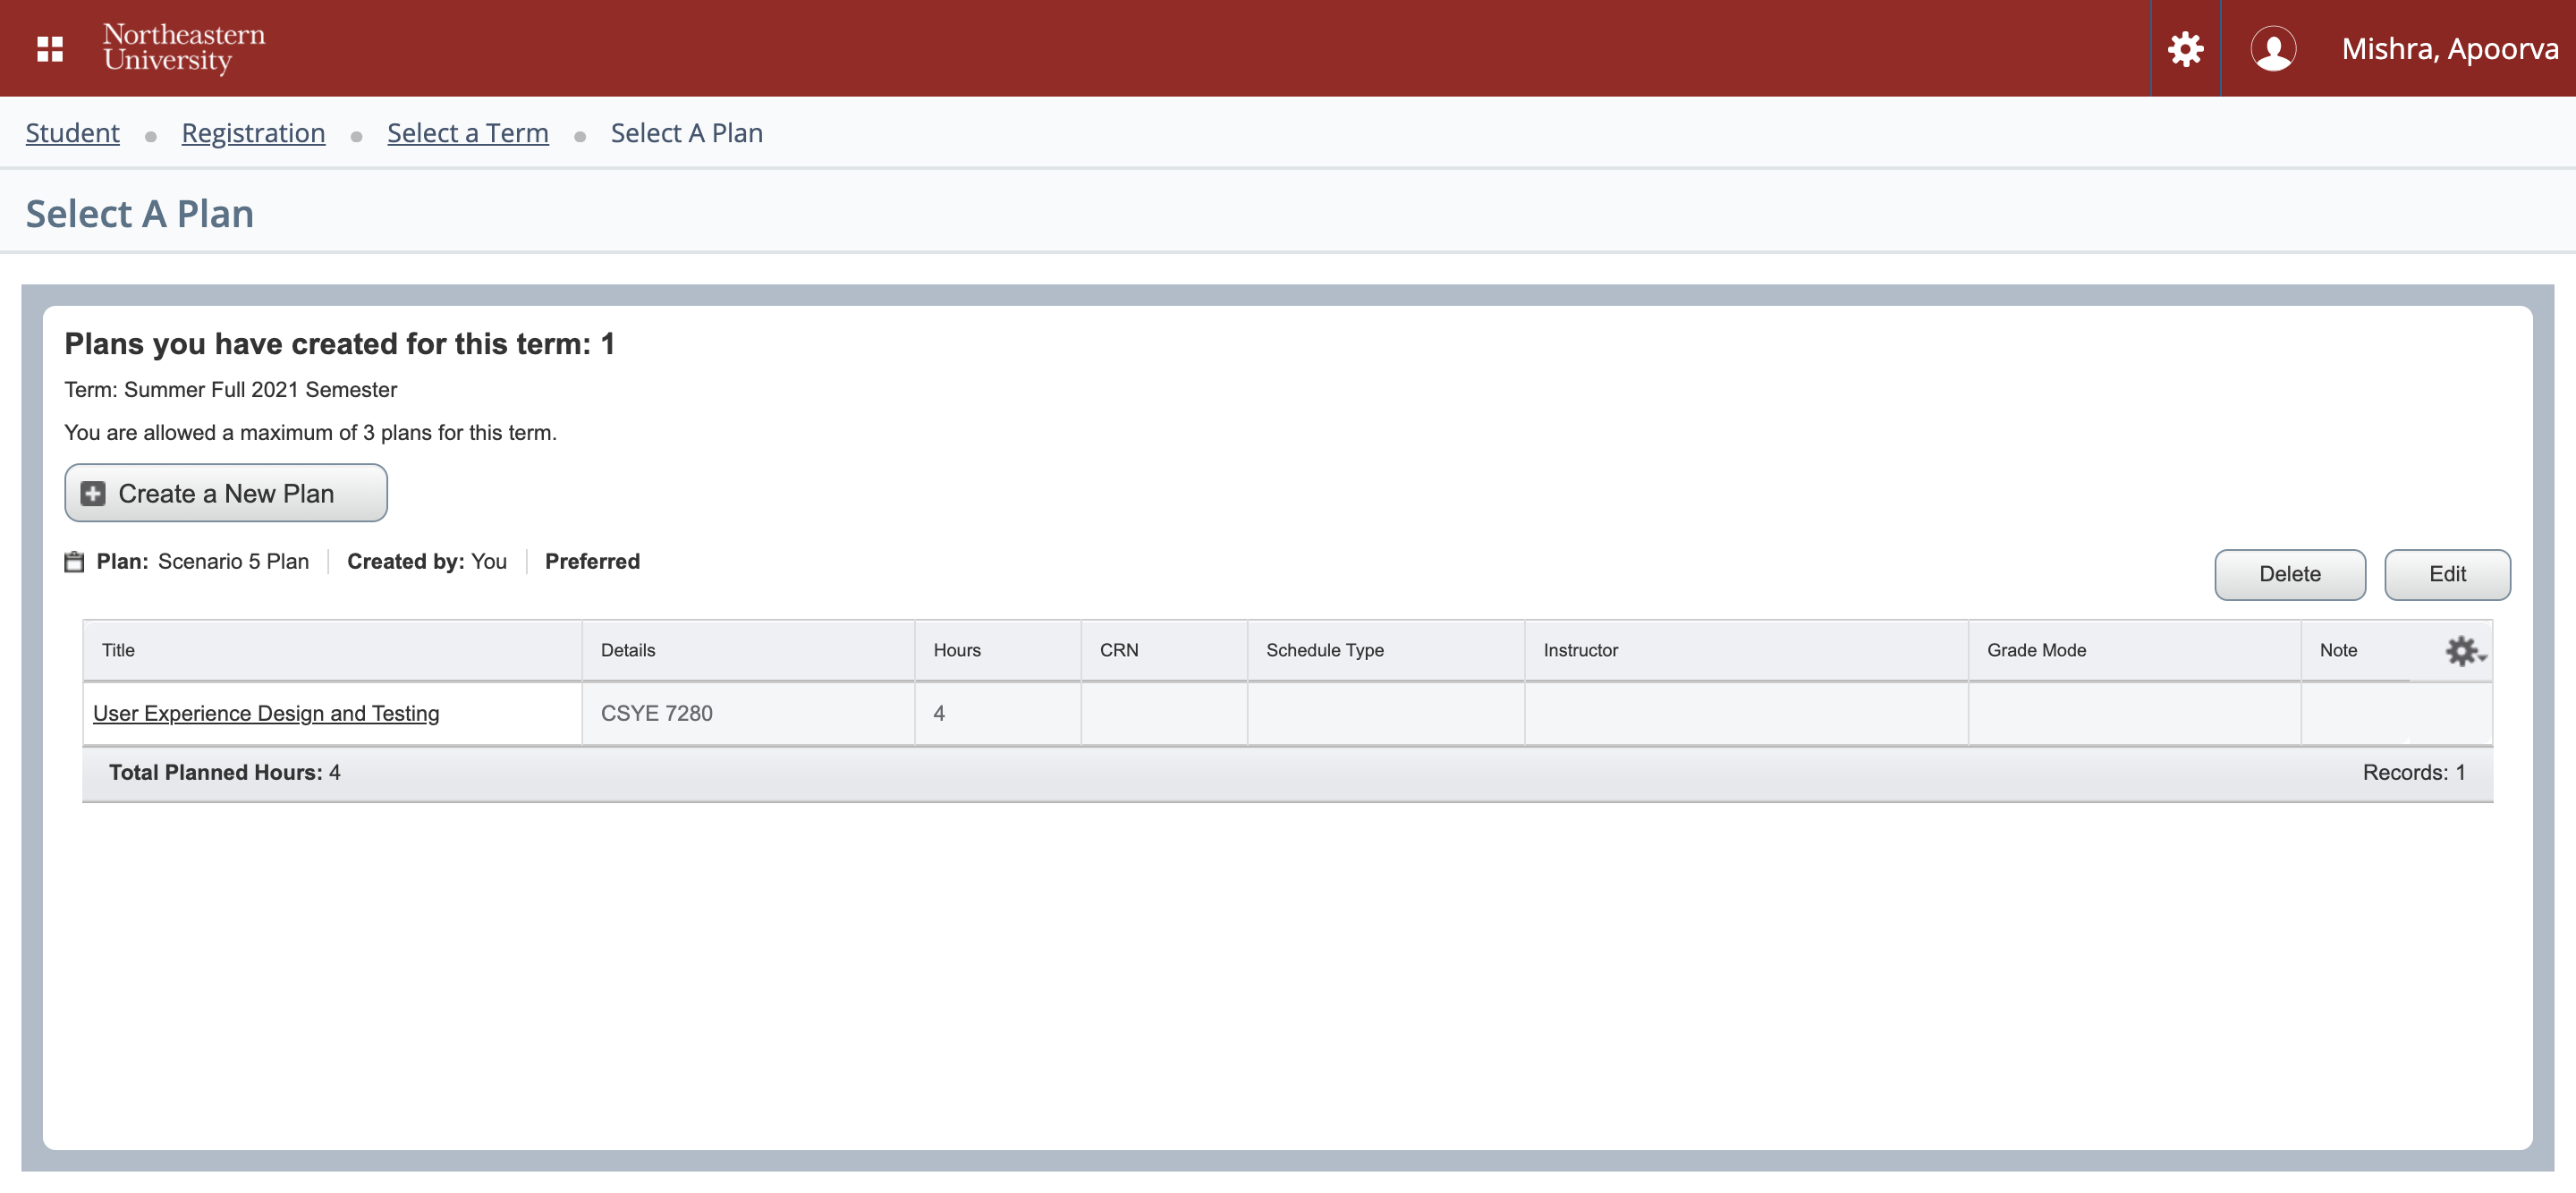 Northeastern
University
Mishra, Apoorva
Student Registration Select a Term Select A Plan
Select A Plan
Plans you have created for this term: 1
Term: Summer Full 2021 Semester
You are allowed a maximum of 3 plans for this term.
Create a New Plan
Plan: Scenario 5 Plan Created by: You Preferred
Delete Edit
Title Details Hours CRN Schedule Type Instructor Grade Mode Note
User Experience Design and Testing CSYE 7280 4
Total Planned Hours: 4 Records: 1